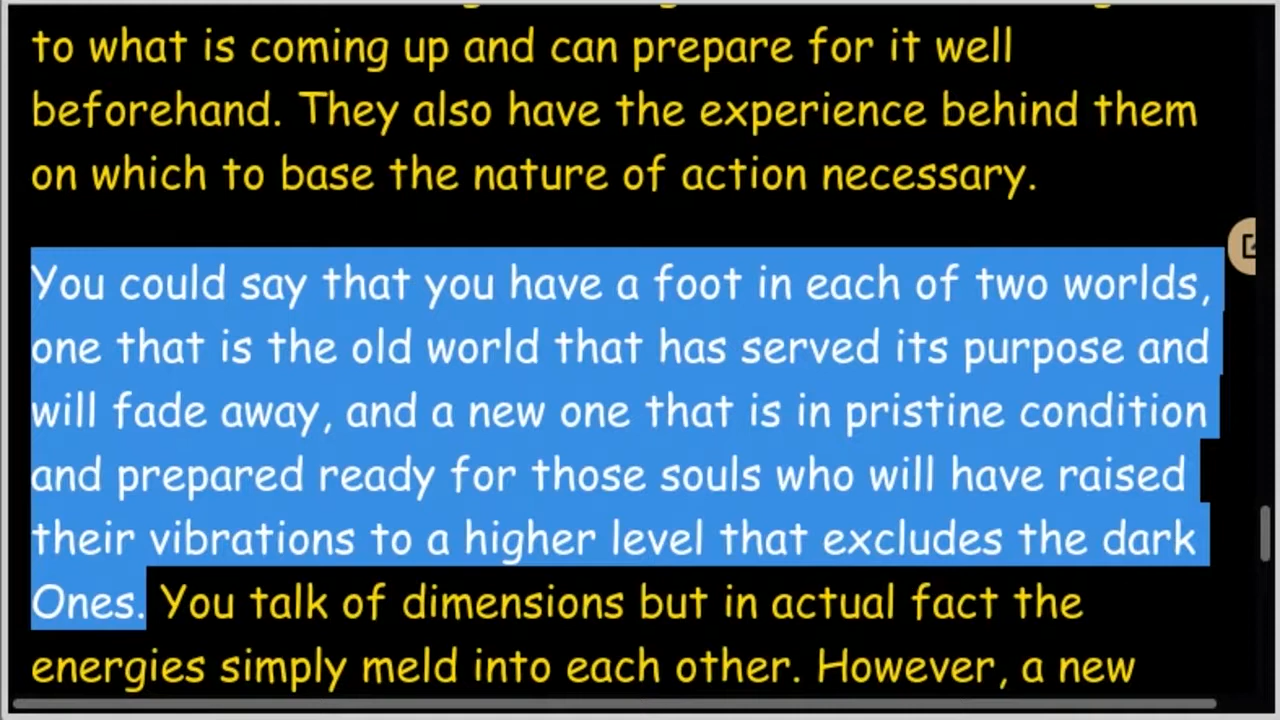 to what is coming up and can prepare for it well
beforehand. They also have the experience behind them
on which to base the nature of action necessary.
You could say that you have a foot in each of two worlds,
one that is the old world that has served its purpose and
will fade away, and a new one that is in pristine condition
and prepared ready for those souls who will have raised
their vibrations to a higher level that excludes the dark
Ones. You talk of dimensions but in actual fact the
energies simply meld into each other. However, a new